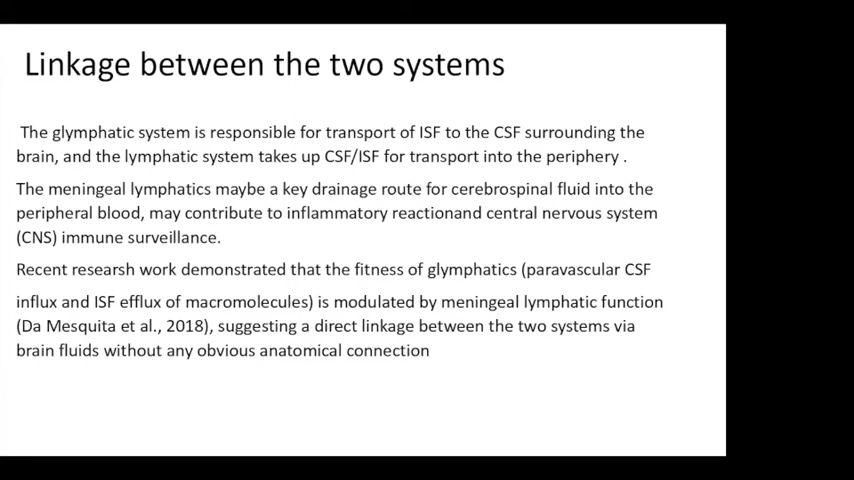 Linkage between the two systems
The glymphatic system is responsible for transport of ISF to the CSF surrounding the
brain, and the lymphatic system takes up CSF/ISF for transport into the periphery .
The meningeal lymphatics maybe a key drainage route for cerebrospinal fluid into the
peripheral blood, may contribute to inflammatory reactionand central nervous system
(CNS) immune surveillance.
Recent researsh work demonstrated that the fitness of glymphatics (paravascular CSF
influx and ISF efflux of macromolecules) is modulated by meningeal lymphatic function
(Da Mesquita et al., 2018), suggesting a direct linkage between the two systems via
brain fluids without any obvious anatomical connection